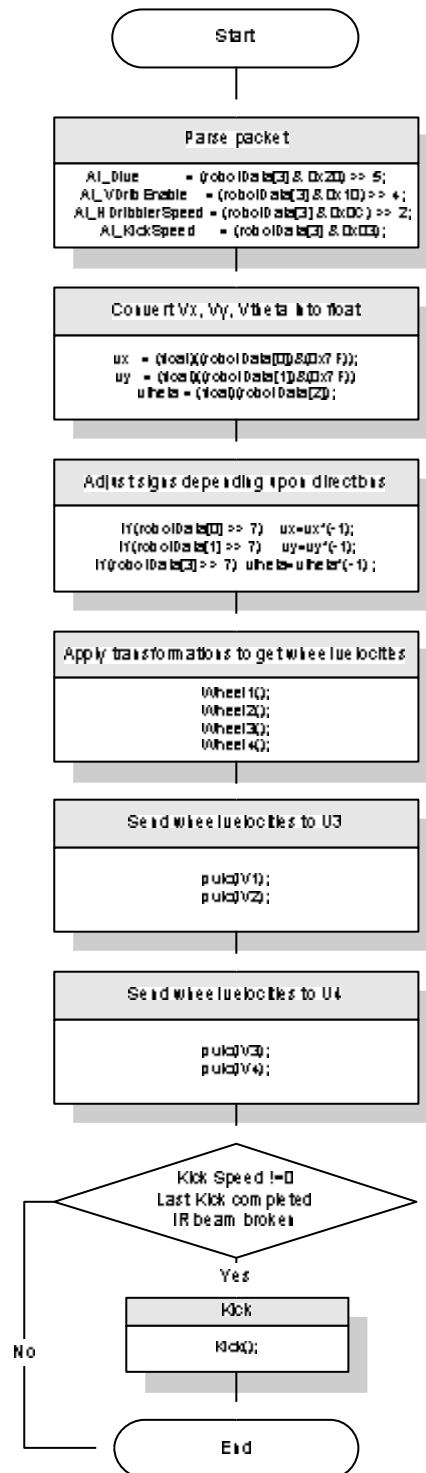 Start
Parse packet
AI_Blue = (robotData[3] & 0x20) >> 5;
AI_VDribEnable = (robotData[3] & 0x10) >> 4;
AI_HDribblerSpeed = (robotData[3] & 0x0C) >> 2;
AI_KickSpeed = (robotData[3] & 0x03);
Convert Vx, Vy, Vtheta into float
vx = (float)((robotData[0])&(0x7F));
vy = (float)((robotData[1])&(0x7F))
vtheta = (float)(robotData[2]);
Adjust signs depending upon directions
if(robotData[0] >> 7) vx=vx*(-1);
if(robotData[1] >> 7) vy=vy*(-1);
if(robotData[3] >> 7) vtheta=vtheta*(-1) ;
Apply transformations to get wheel velocities
Wheel1();
Wheel2();
Wheel3();
Wheel4();
Send wheel velocities to U3
putc(V1);
putc(V2);
Send wheel velocities to U4
putc(V3);
putc(V4);
Kick Speed !=0
Last Kick completed
IR beam broken
Yes
Kick
Kick();
No
End